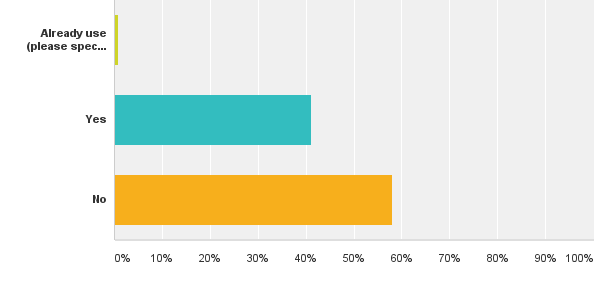 Already use
(please spec...
Yes
No
0% 10% 20% 30% 40% 50% 60% 70% 80% 90% 100%